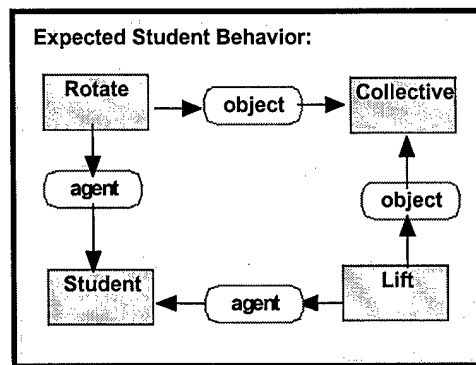 Expected Student Behavior:
Rotate
object
Collective
agent
object
Student
agent
Lift